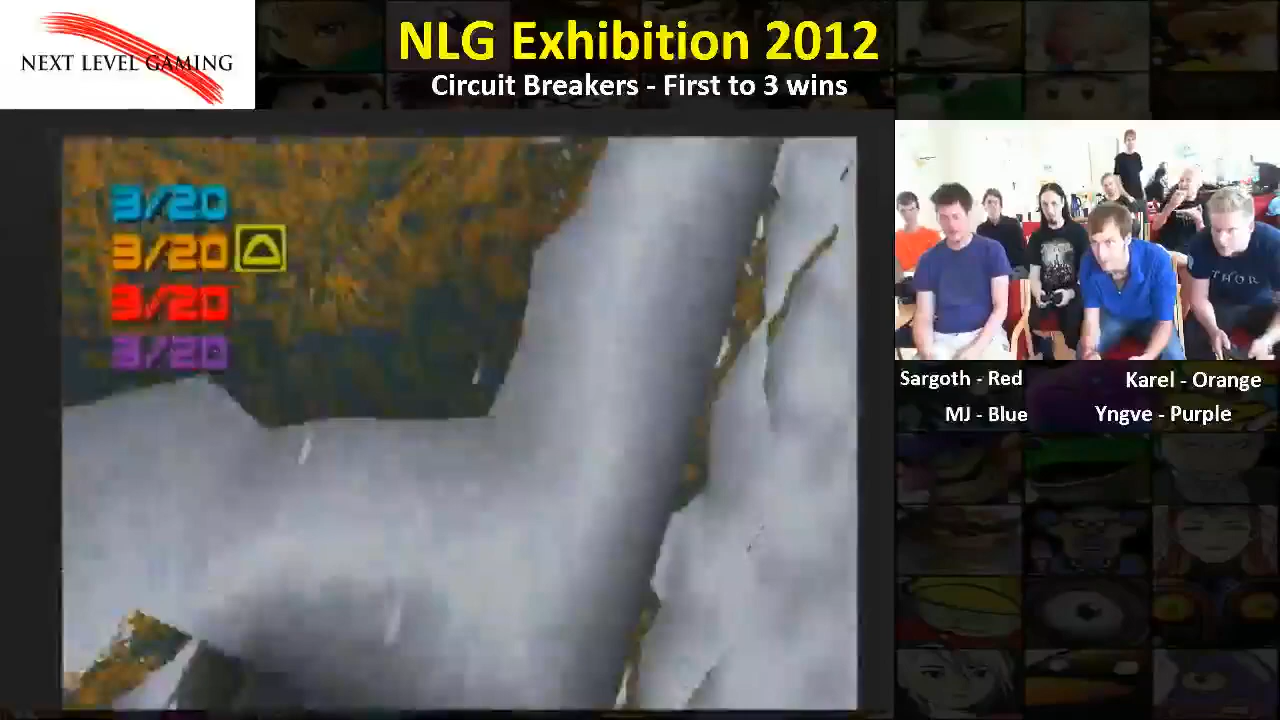 NEXT LEVEL GAMING
NLG Exhibition 2012
Circuit Breakers - First to 3 wins
3/20
3/20
3/20
3/20
THOR
Sargoth - Red
Karel - Orange
MJ - Blue
Yngve - Purple